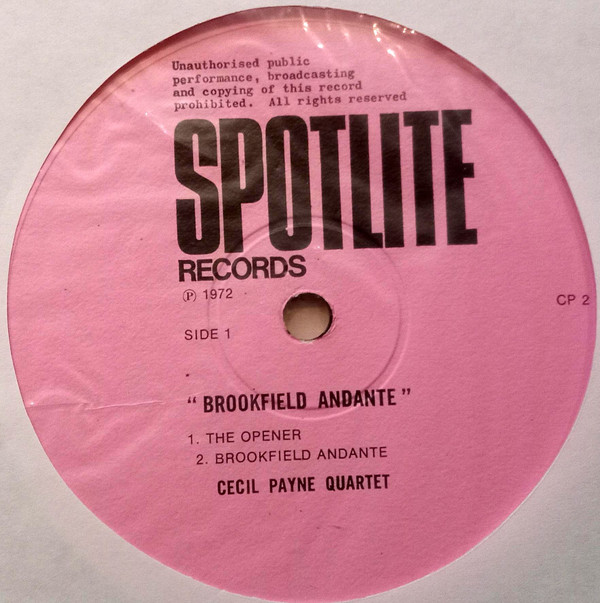 Unauthorised public
performance, broadcasting
and copying of this record
prohibited. All rights reserved
SPOTLITE
RECORDS
℗ 1972
CP 2
SIDE 1
"BROOKFIELD ANDANTE"
1. THE OPENER
2. BROOKFIELD ANDANTE
CECIL PAYNE QUARTET